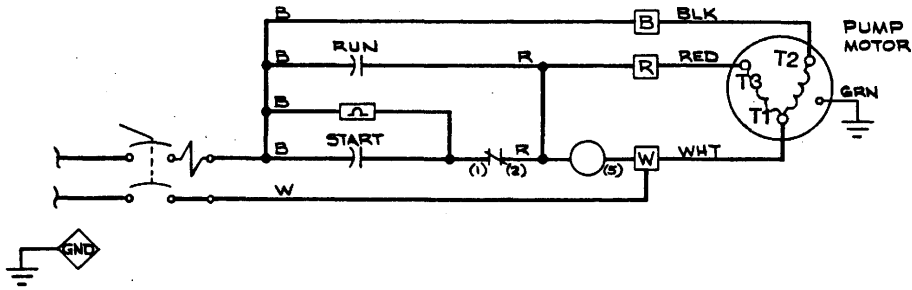 B B BLK
PUMP MOTOR
B RUN R R RED
T3 T2
GRN
T1
B
B START (1) R (2) (5) W WHT
W
GND